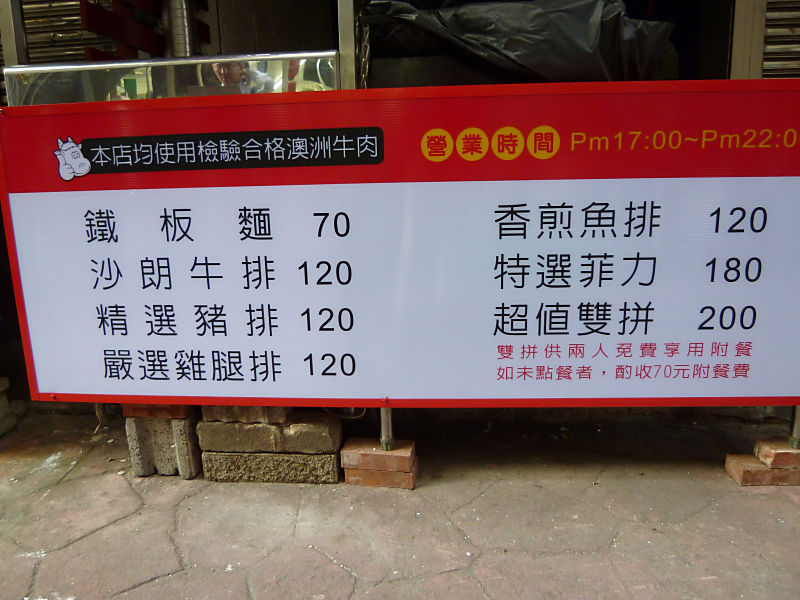 本店均使用檢驗合格澳洲牛肉
營業時間 Pm17:00~Pm22:0
鐵板麵 70
沙朗牛排 120
精選豬排 120
嚴選雞腿排 120
香煎魚排 120
特選菲力 180
超值雙拼 200
雙拼供兩人免費享用附餐
如未點餐者，酌收70元附餐費